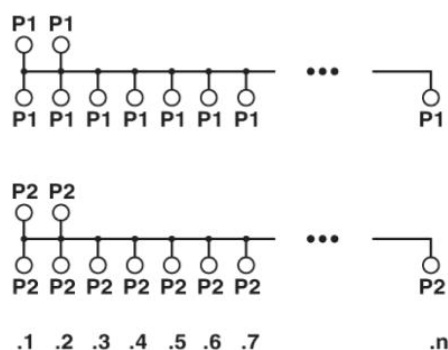 P1 P1
P1 P1 P1 P1 P1 P1 P1 P1
P2 P2
P2 P2 P2 P2 P2 P2 P2 P2
.1 .2 .3 .4 .5 .6 .7 .n